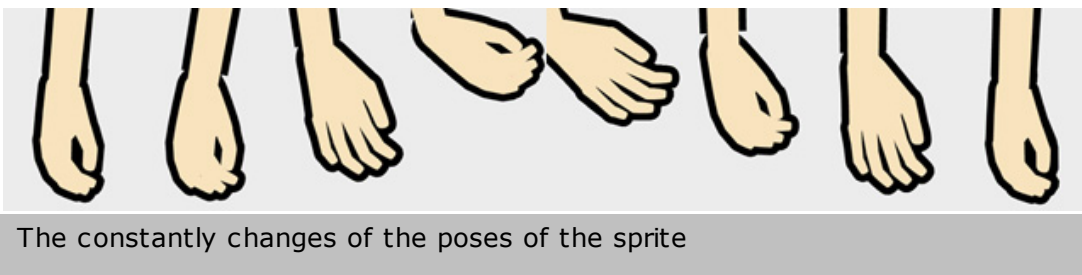 The constantly changes of the poses of the sprite